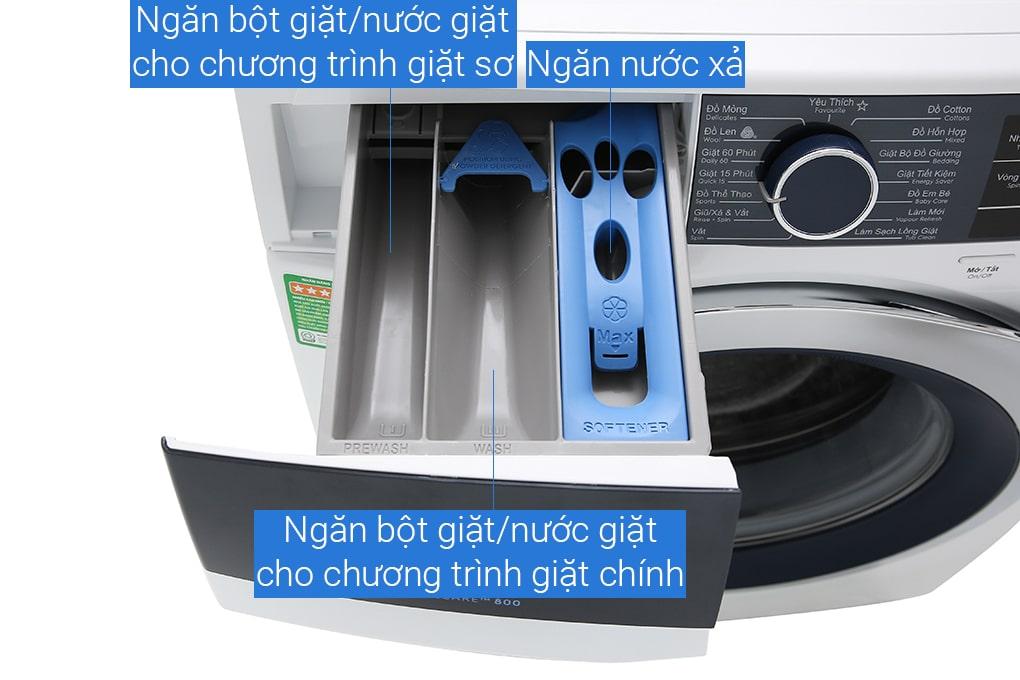 Ngăn bột giặt/nước giặt
cho chương trình giặt sơ
Ngăn nước xả
Đồ Mỏng
Delicates
Đồ Len
Wool
Giặt 60 Phút
Daily 60
Giặt 15 Phút
Quick 15
Đồ Thể Thao
Sports
Giũ/Xả & Vắt
Rinse + Spin
Vắt
Spin
Yêu Thích
Favourite
Đồ Cotton
Cottons
Đồ Hỗn Hợp
Mixed
Giặt Bộ Đồ Giường
Bedding
Giặt Tiết Kiệm
Energy Saver
Đồ Em Bé
Baby Care
Làm Mới
Vapour Refresh
Làm Sạch Lồng Giặt
Tub Clean
Vòng
Mở/Tắt
On/Off
POWDER DETERGENT
Max
SOFTENER
PREWASH
WASH
Ngăn bột giặt/nước giặt
cho chương trình giặt chính
800